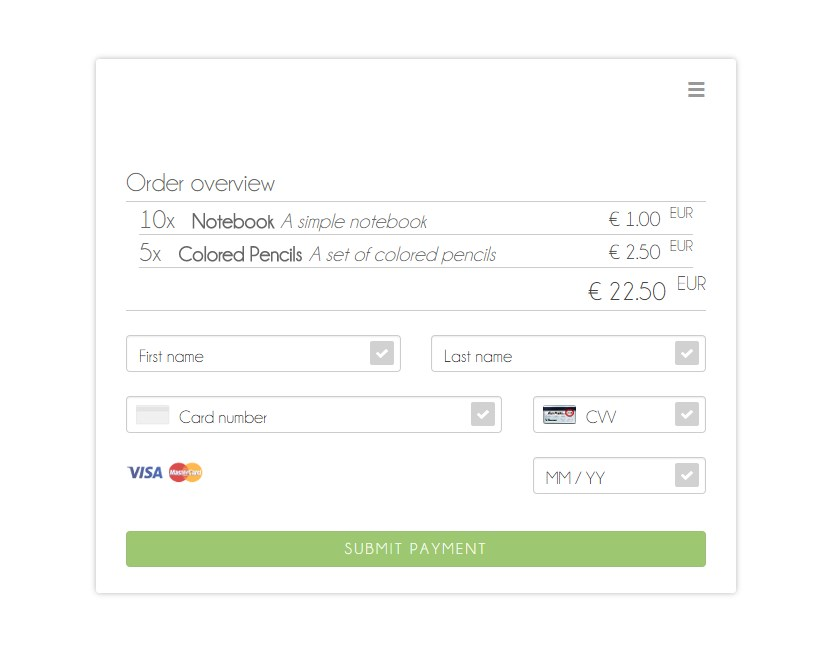 Order overview
10x Notebook A simple notebook € 1.00 EUR
5x Colored Pencils A set of colored pencils € 2.50 EUR
€ 22.50 EUR
First name Last name
Card number CVV
VISA MasterCard MM / YY
SUBMIT PAYMENT